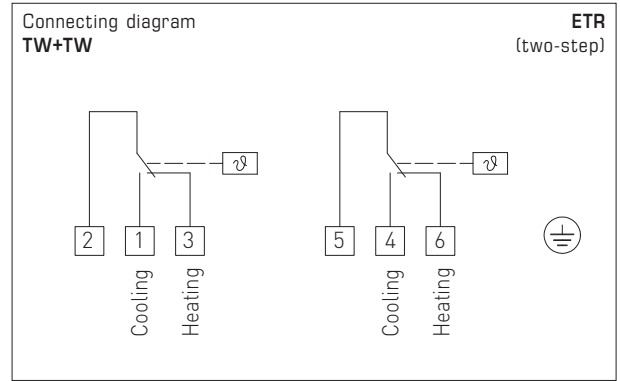 Connecting diagram
ETR
TW+TW
(two-step)
ϑ
ϑ
2
1
3
5
4
6
Cooling
Heating
Cooling
Heating